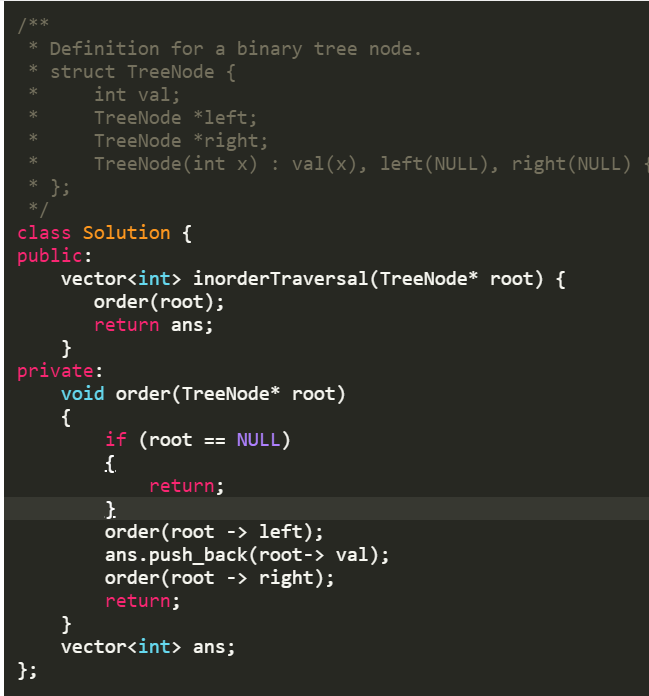 /**
 * Definition for a binary tree node.
 * struct TreeNode {
 *     int val;
 *     TreeNode *left;
 *     TreeNode *right;
 *     TreeNode(int x) : val(x), left(NULL), right(NULL) {
 * };
 */
class Solution {
public:
    vector<int> inorderTraversal(TreeNode* root) {
       order(root);
       return ans;
    }
private:
    void order(TreeNode* root)
    {
        if (root == NULL)
        {
            return;
        }
        order(root -> left);
        ans.push_back(root-> val);
        order(root -> right);
        return;
    }
    vector<int> ans;
};